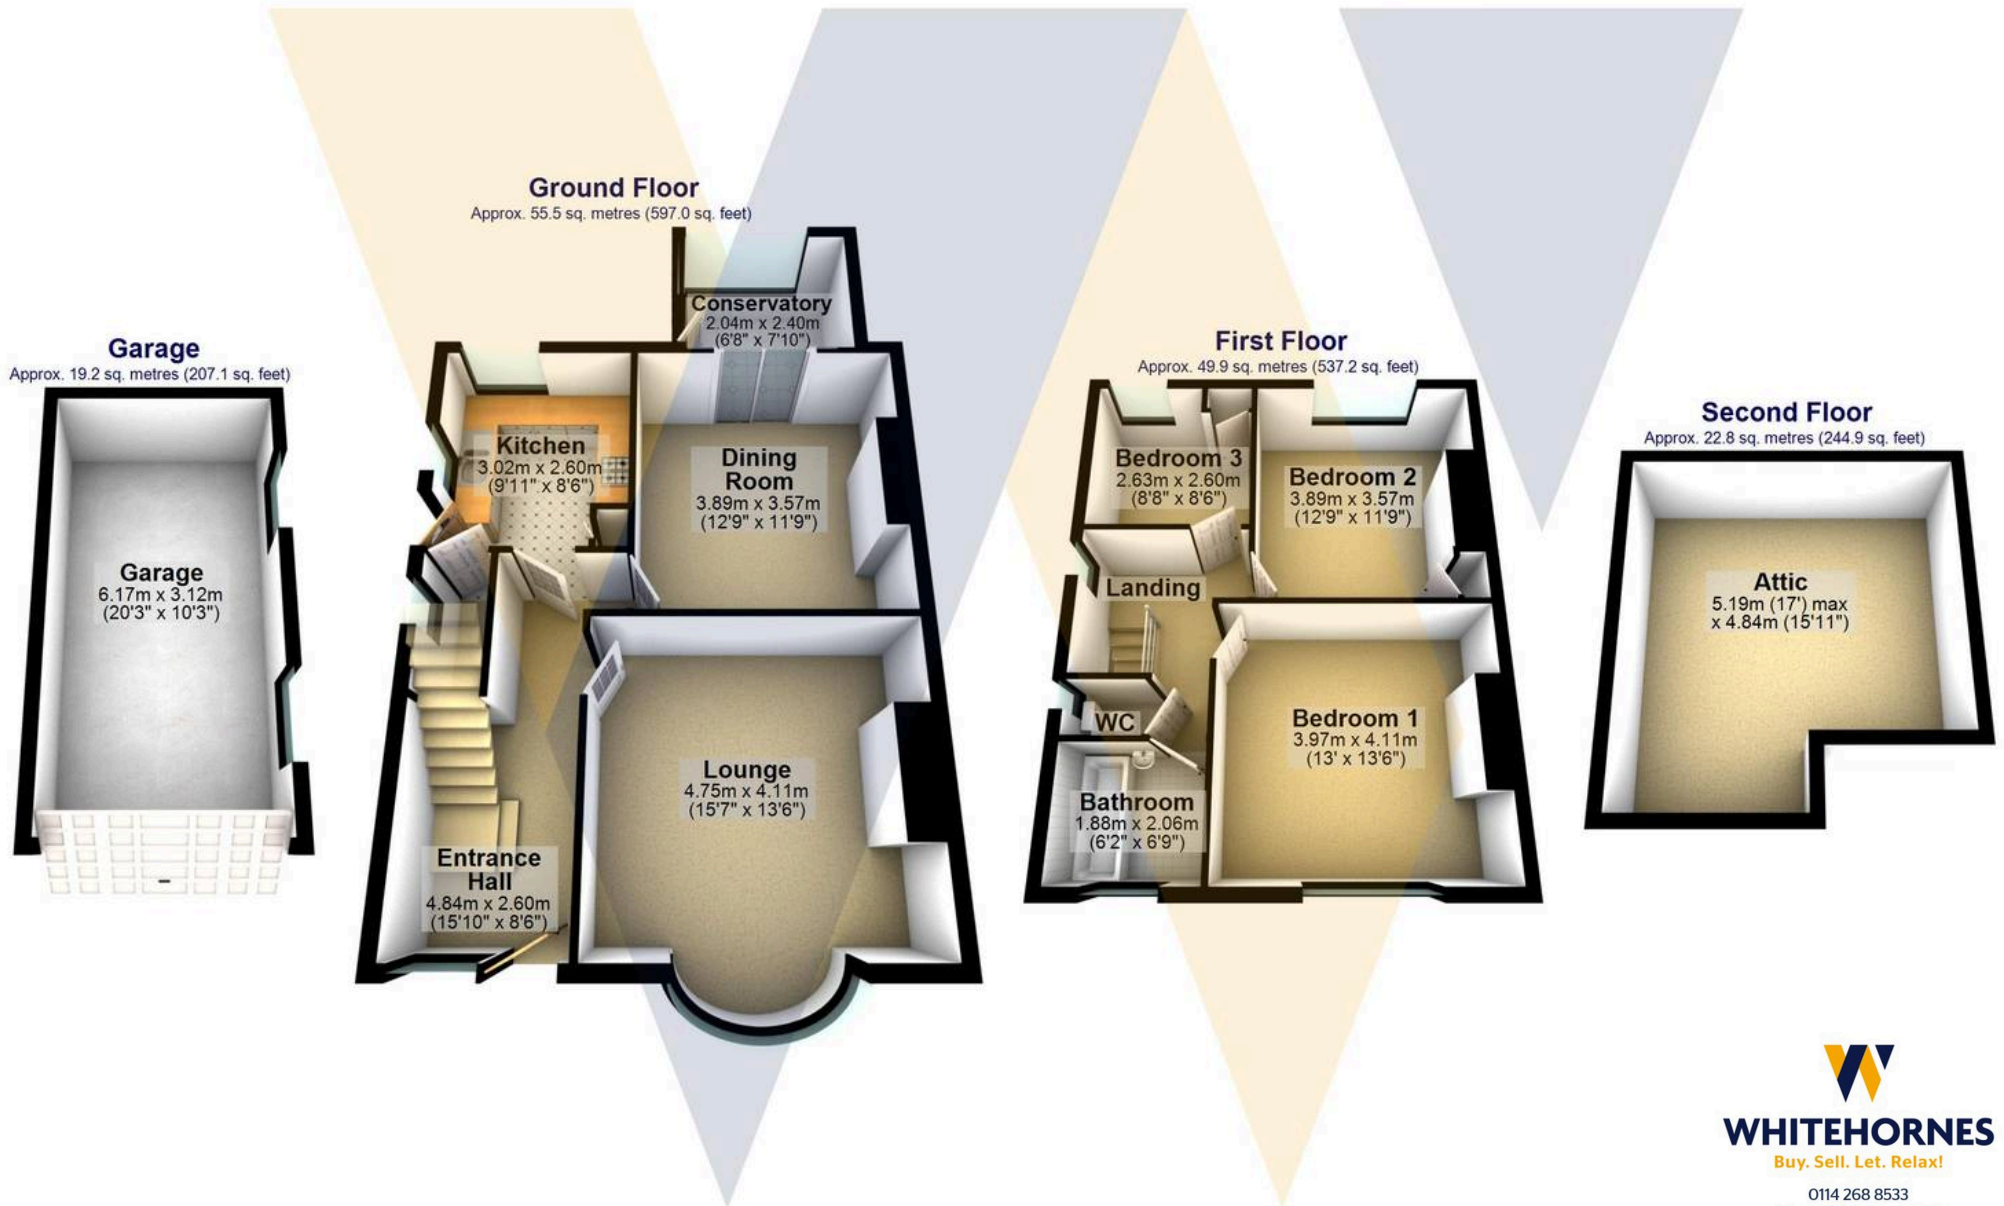 Ground Floor
Approx. 55.5 sq. metres (597.0 sq. feet)
Conservatory
2.04m x 2.40m
(6'8" x 7'10")
Kitchen
3.02m x 2.60m
(9'11" x 8'6")
Dining
Room
3.89m x 3.57m
(12'9" x 11'9")
Lounge
4.75m x 4.11m
(15'7" x 13'6")
Entrance
Hall
4.84m x 2.60m
(15'10" x 8'6")
Garage
Approx. 19.2 sq. metres (207.1 sq. feet)
Garage
6.17m x 3.12m
(20'3" x 10'3")
First Floor
Approx. 49.9 sq. metres (537.2 sq. feet)
Bedroom 3
2.63m x 2.60m
(8'8" x 8'6")
Bedroom 2
3.89m x 3.57m
(12'9" x 11'9")
Landing
WC
Bedroom 1
3.97m x 4.11m
(13' x 13'6")
Bathroom
1.88m x 2.06m
(6'2" x 6'9")
Second Floor
Approx. 22.8 sq. metres (244.9 sq. feet)
Attic
5.19m (17') max
x 4.84m (15'11")
WHITEHORNES
Buy. Sell. Let. Relax!
0114 268 8533